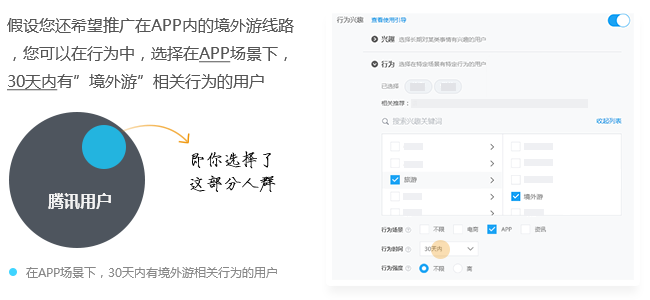 假设您还希望推广在APP内的境外游线路
，您可以在行为中，选择在APP场景下，
30天内有”境外游”相关行为的用户
腾讯用户
即你选择了
这部分人群
在APP场景下，30天内有境外游相关行为的用户
行为兴趣 查看使用引导
兴趣 选择长期对某类事情有兴趣的用户
行为 选择在特定场景有特定行为的用户
已选择
相关推荐：
搜索兴趣关键词 收起列表
旅游 境外游
行为场景 不限 电商 APP 资讯
行为时间 30天内
行为强度 不限 高